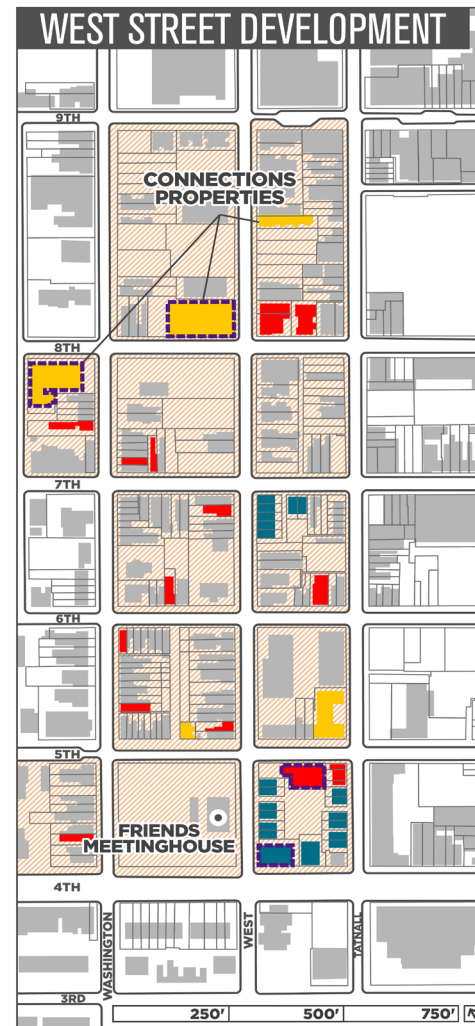 WEST STREET DEVELOPMENT
9TH
CONNECTIONS
PROPERTIES
8TH
7TH
6TH
5TH
FRIENDS
MEETINGHOUSE
4TH
WASHINGTON
WEST
TATNALL
3RD
250'
500'
750'